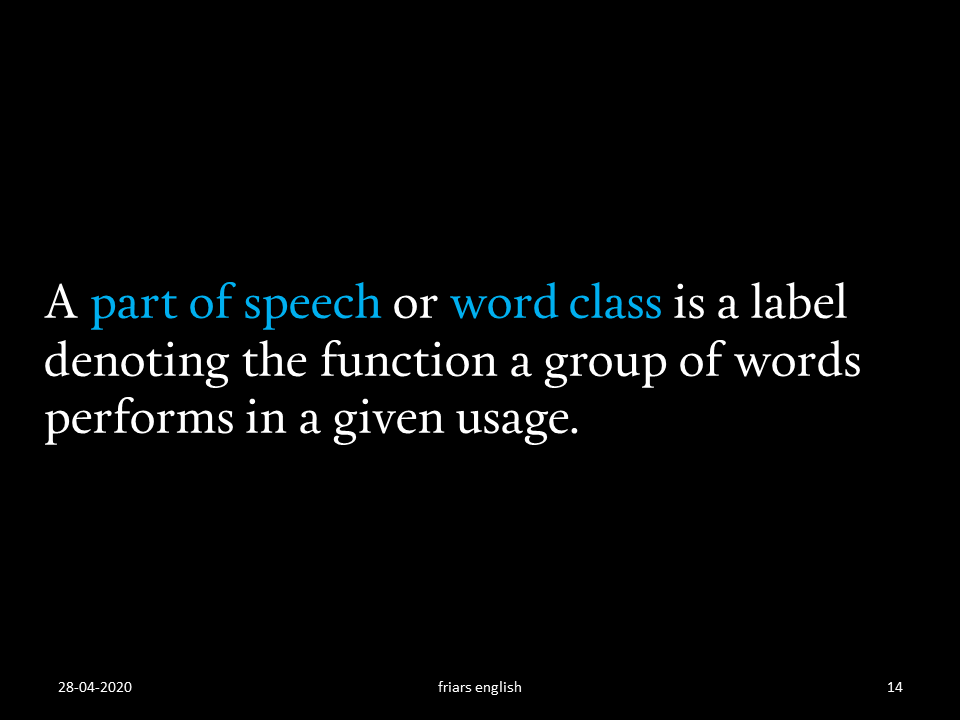 A part of speech or word class is a label
denoting the function a group of words
performs in a given usage.
28-04-2020
friars english
14